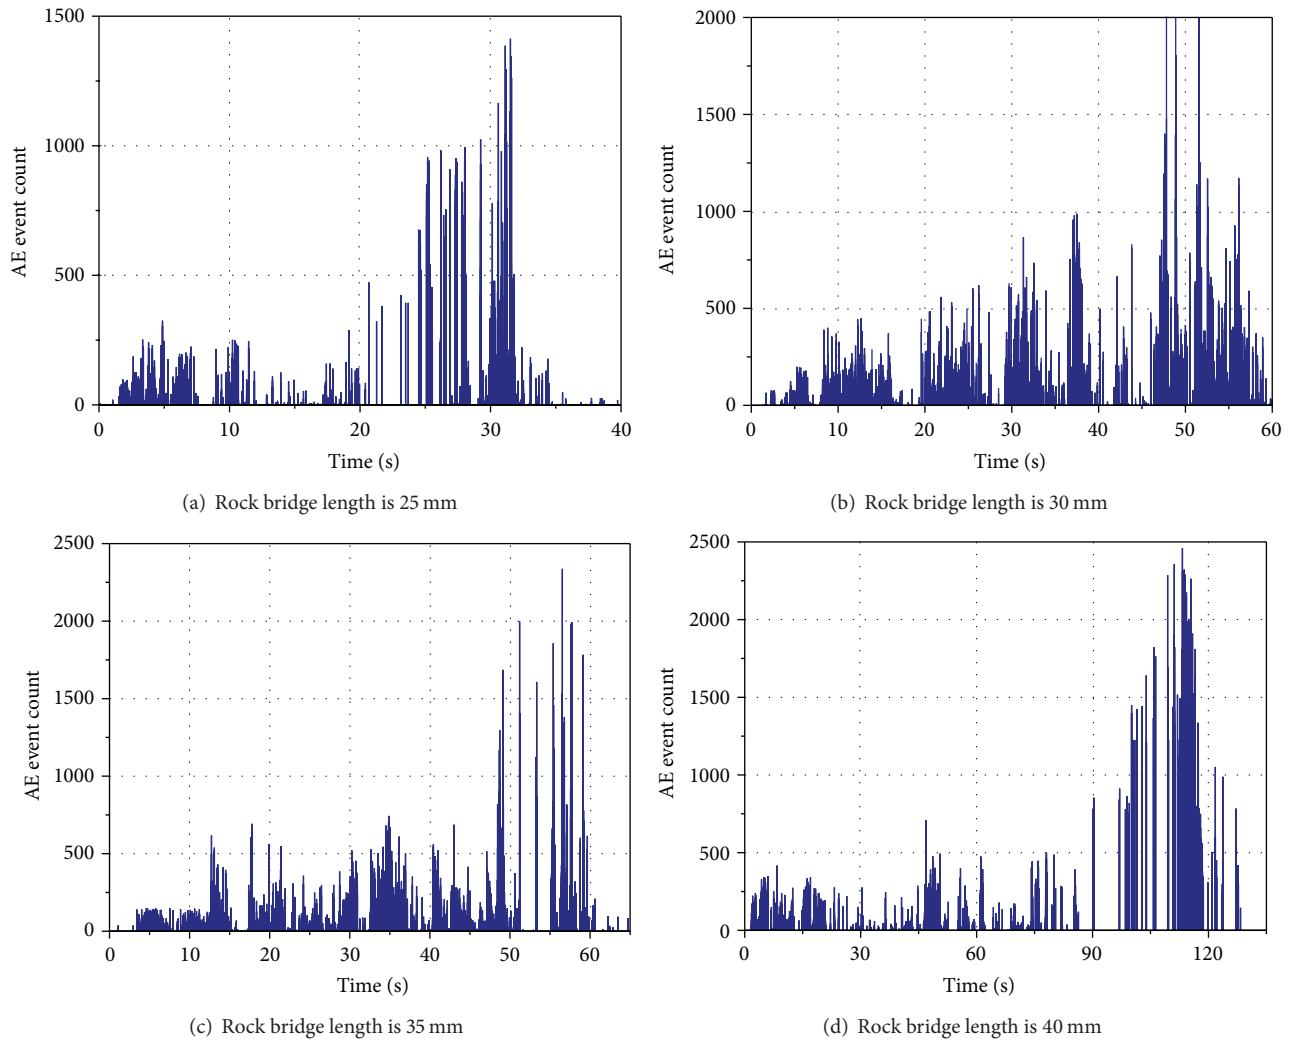 1500
1000
500
0
AE event count
0 10 20 30 40
Time (s)
(a) Rock bridge length is 25 mm
2000
1500
1000
500
0
AE event count
0 10 20 30 40 50 60
Time (s)
(b) Rock bridge length is 30 mm
2500
2000
1500
1000
500
0
AE event count
0 10 20 30 40 50 60
Time (s)
(c) Rock bridge length is 35 mm
2500
2000
1500
1000
500
0
AE event count
0 30 60 90 120
Time (s)
(d) Rock bridge length is 40 mm